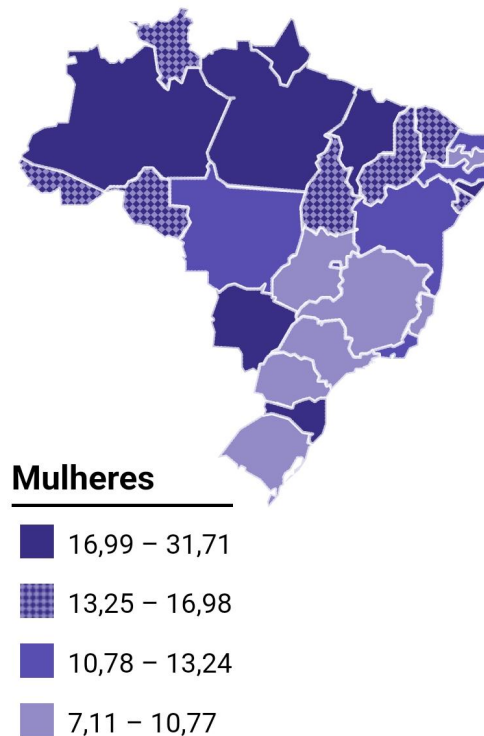 Mulheres
16,99 – 31,71
13,25 – 16,98
10,78 – 13,24
7,11 – 10,77